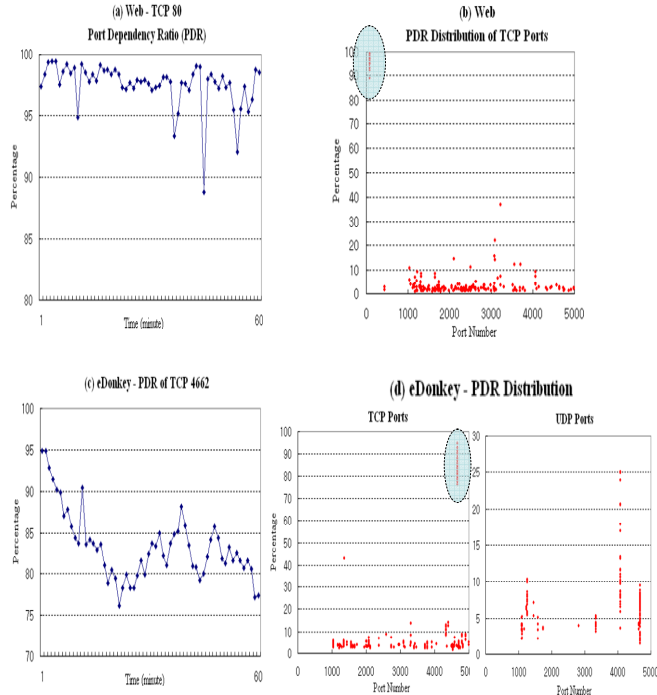 (a) Web - TCP 80
Port Dependency Ratio (PDR)
Percentage
100
95
90
85
80
1
60
Time (minute)
(b) Web
PDR Distribution of TCP Ports
Percentage
100
90
80
70
60
50
40
30
20
10
0
0 1000 2000 3000 4000 5000
Port Number
(c) eDonkey - PDR of TCP 4662
Percentage
100
95
90
85
80
75
70
1
60
Time (minute)
(d) eDonkey - PDR Distribution
TCP Ports
Percentage
100
90
80
70
60
50
40
30
20
10
0
0 1000 2000 3000 4000 5000
Port Number
UDP Ports
30
25
20
15
10
5
0
0 1000 2000 3000 4000 5000
Port Number